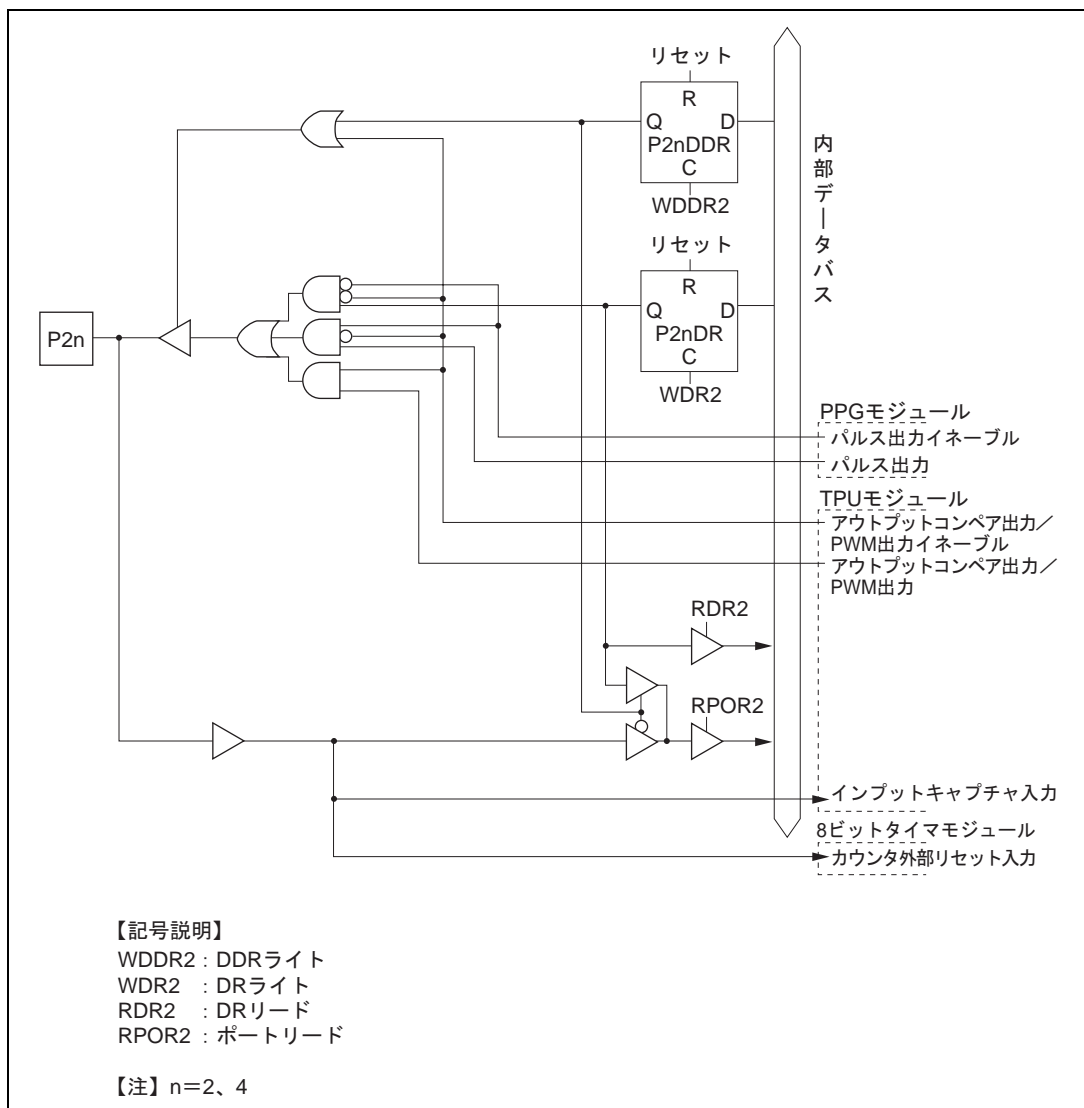 リセット
R
Q D
P2nDDR
C
WDDR2
内部データバス
リセット
R
Q D
P2nDR
C
WDR2
P2n
PPGモジュール
パルス出力イネーブル
パルス出力
TPUモジュール
アウトプットコンペア出力／
PWM出力イネーブル
アウトプットコンペア出力／
PWM出力
RDR2
RPOR2
インプットキャプチャ入力
8ビットタイマモジュール
カウンタ外部リセット入力
【記号説明】
WDDR2 : DDRライト
WDR2 : DRライト
RDR2 : DRリード
RPOR2 : ポートリード
【注】 n＝2、4